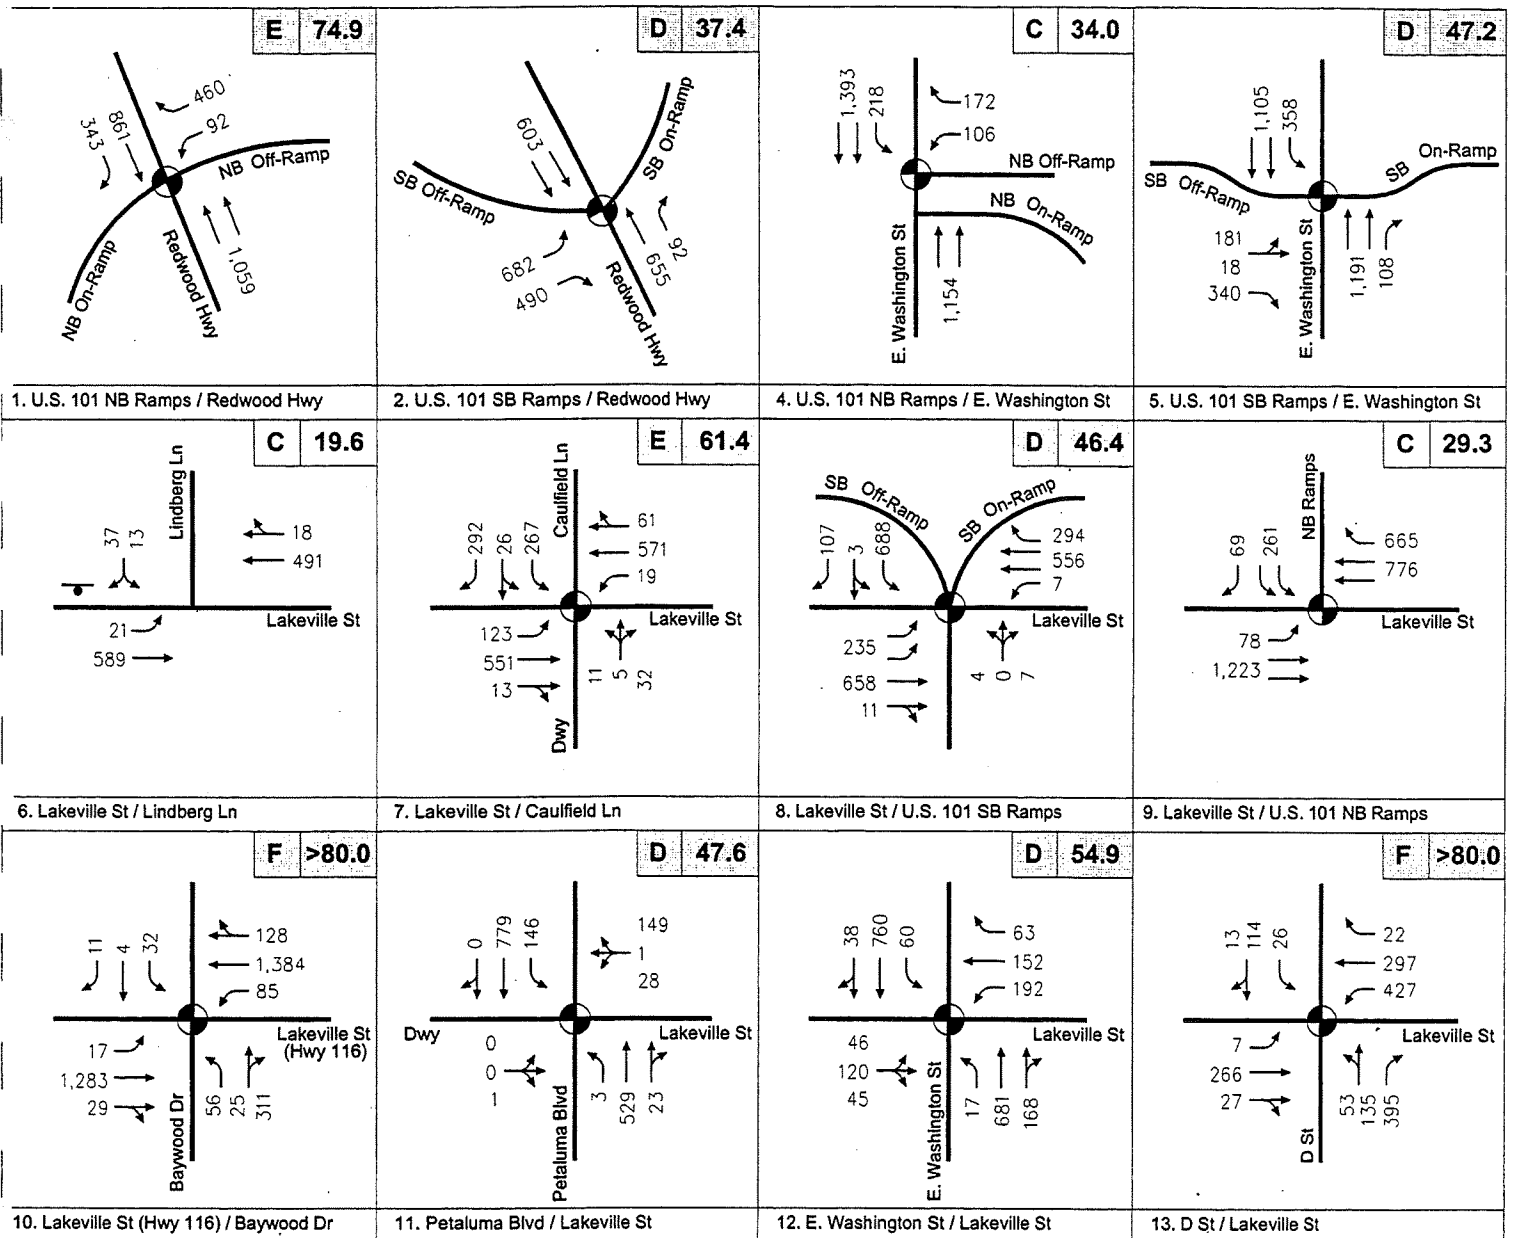 E 74.9
460
92
861
343
NB Off-Ramp
NB On-Ramp
Redwood Hwy
1,059
1. U.S. 101 NB Ramps / Redwood Hwy
D 37.4
603
SB On-Ramp
SB Off-Ramp
682
490
92
655
Redwood Hwy
2. U.S. 101 SB Ramps / Redwood Hwy
C 34.0
1,393
218
172
106
NB Off-Ramp
NB On-Ramp
E. Washington St
1,154
4. U.S. 101 NB Ramps / E. Washington St
D 47.2
1,105
358
SB On-Ramp
SB Off-Ramp
181
18
340
E. Washington St
1,191
108
5. U.S. 101 SB Ramps / E. Washington St
C 19.6
Lindberg Ln
37
13
18
491
Lakeville St
21
589
6. Lakeville St / Lindberg Ln
E 61.4
Caulfield Ln
292
26
267
61
571
19
Lakeville St
123
551
13
11
5
32
Dwy
7. Lakeville St / Caulfield Ln
D 46.4
SB Off-Ramp
SB On-Ramp
107
3
688
294
556
7
Lakeville St
235
658
11
4
0
7
8. Lakeville St / U.S. 101 SB Ramps
C 29.3
NB Ramps
69
261
665
776
Lakeville St
78
1,223
9. Lakeville St / U.S. 101 NB Ramps
F >80.0
11
4
32
128
1,384
85
Lakeville St
(Hwy 116)
17
1,283
29
56
25
311
Baywood Dr
10. Lakeville St (Hwy 116) / Baywood Dr
D 47.6
0
779
146
149
1
28
Dwy
Lakeville St
0
0
1
3
529
23
Petaluma Blvd
11. Petaluma Blvd / Lakeville St
D 54.9
38
760
60
63
152
192
Lakeville St
46
120
45
17
681
168
E. Washington St
12. E. Washington St / Lakeville St
F >80.0
13
114
26
22
297
427
Lakeville St
7
266
27
53
135
395
D St
13. D St / Lakeville St